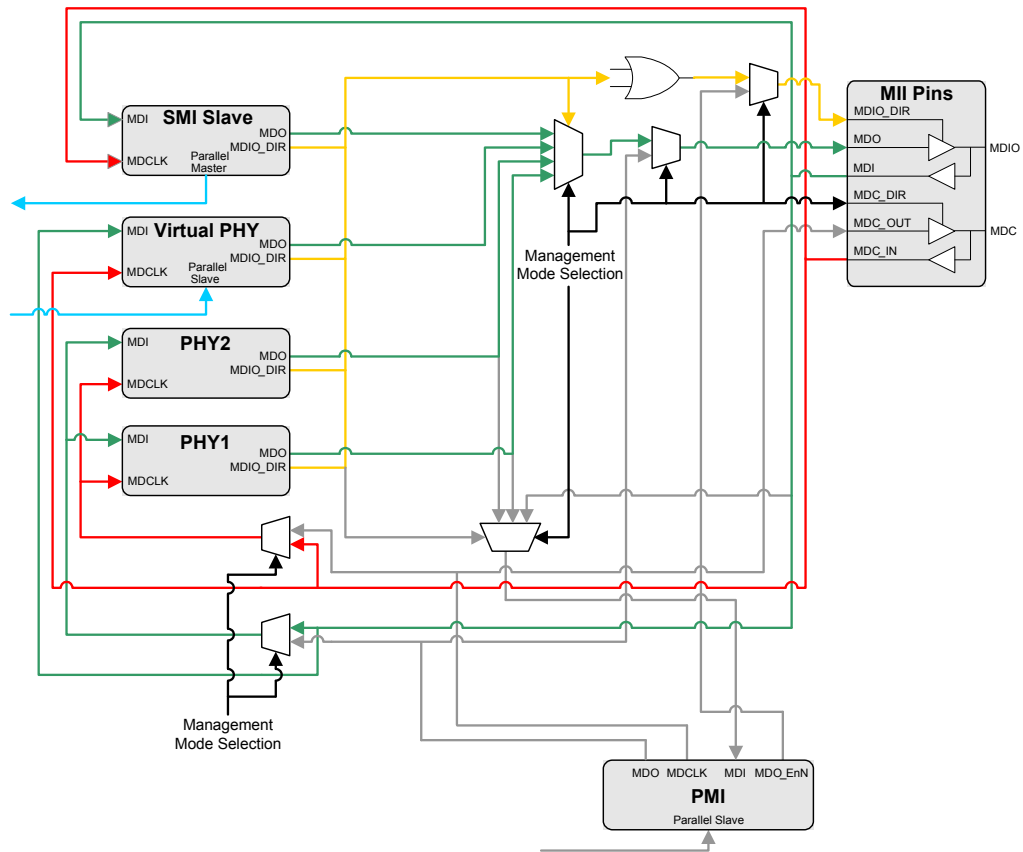 MII Pins
MDIO_DIR
MDO
MDIO
MDI
MDC_DIR
MDC_OUT
MDC
MDC_IN
MDI
SMI Slave
MDO
MDIO_DIR
MDCLK
Parallel
Master
MDI
Virtual PHY
MDO
MDIO_DIR
MDCLK
Parallel
Slave
Management
Mode Selection
MDI
PHY2
MDO
MDIO_DIR
MDCLK
MDI
PHY1
MDO
MDIO_DIR
MDCLK
Management
Mode Selection
MDO MDCLK MDI MDO_EnN
PMI
Parallel Slave